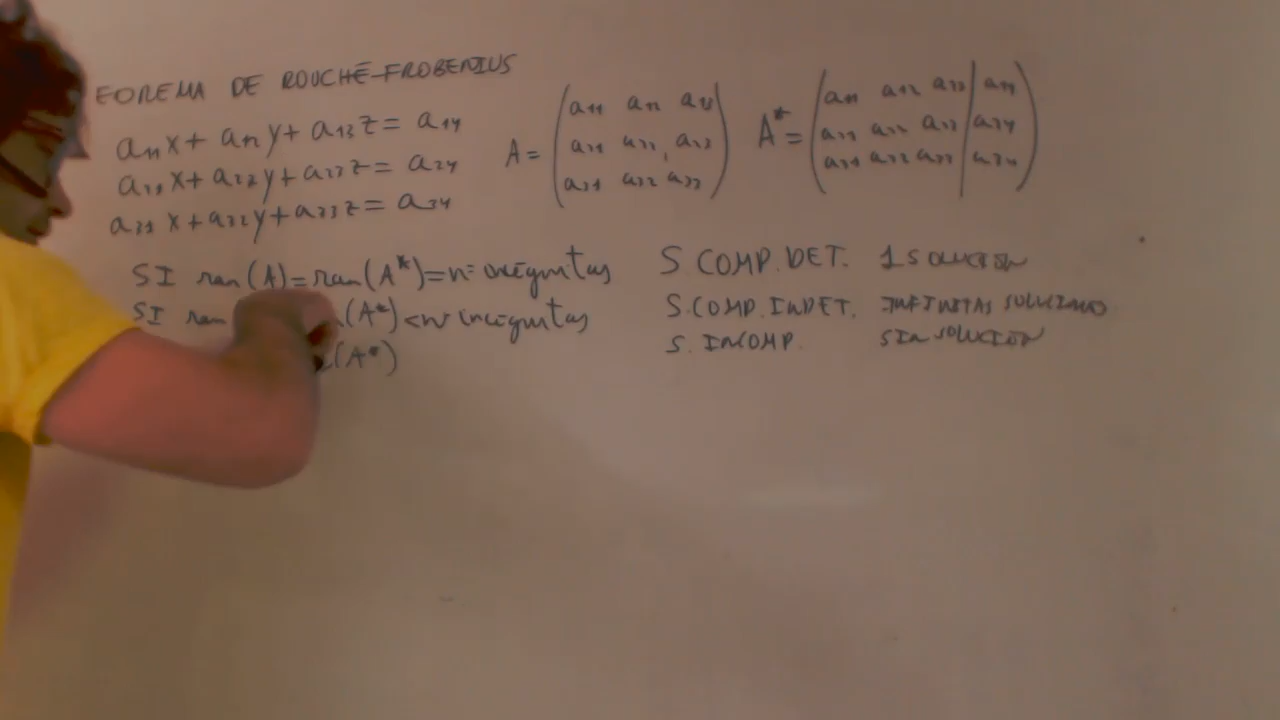 EOREMA DE ROUCHÉ-FROBENIUS
a₁₁x + a₁₂y + a₁₃z = a₁₄
a₂₁x + a₂₂y + a₂₃z = a₂₄
a₃₁x + a₃₂y + a₃₃z = a₃₄
A = ( a₁₁ a₁₂ a₁₃
a₂₁ a₂₂ a₂₃
a₃₁ a₃₂ a₃₃ )
A* = ( a₁₁ a₁₂ a₁₃ | a₁₄
a₂₁ a₂₂ a₂₃ | a₂₄
a₃₁ a₃₂ a₃₃ | a₃₄ )
SI ran(A) = ran(A*) = nº incógnitas S COMP. DET. 1 SOLUCIÓN
SI ran (A*) < nº incógnitas S. COMP. INDET. INFINITAS SOLUCIONES
(A*) S. INCOMP. SIN SOLUCIÓN